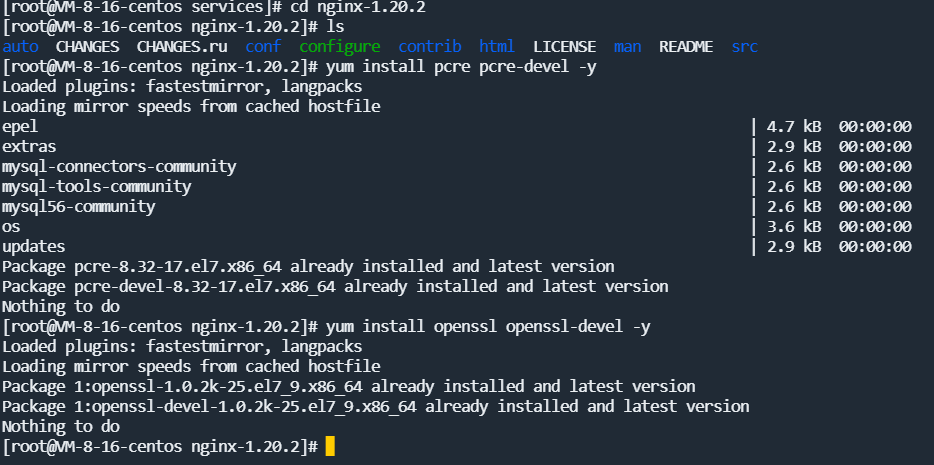 [root@VM-8-16-centos services]# cd nginx-1.20.2
[root@VM-8-16-centos nginx-1.20.2]# ls
auto CHANGES CHANGES.ru conf configure contrib html LICENSE man README src
[root@VM-8-16-centos nginx-1.20.2]# yum install pcre pcre-devel -y
Loaded plugins: fastestmirror, langpacks
Loading mirror speeds from cached hostfile
epel | 4.7 kB 00:00:00
extras | 2.9 kB 00:00:00
mysql-connectors-community | 2.6 kB 00:00:00
mysql-tools-community | 2.6 kB 00:00:00
mysql56-community | 2.6 kB 00:00:00
os | 3.6 kB 00:00:00
updates | 2.9 kB 00:00:00
Package pcre-8.32-17.el7.x86_64 already installed and latest version
Package pcre-devel-8.32-17.el7.x86_64 already installed and latest version
Nothing to do
[root@VM-8-16-centos nginx-1.20.2]# yum install openssl openssl-devel -y
Loaded plugins: fastestmirror, langpacks
Loading mirror speeds from cached hostfile
Package 1:openssl-1.0.2k-25.el7_9.x86_64 already installed and latest version
Package 1:openssl-devel-1.0.2k-25.el7_9.x86_64 already installed and latest version
Nothing to do
[root@VM-8-16-centos nginx-1.20.2]#